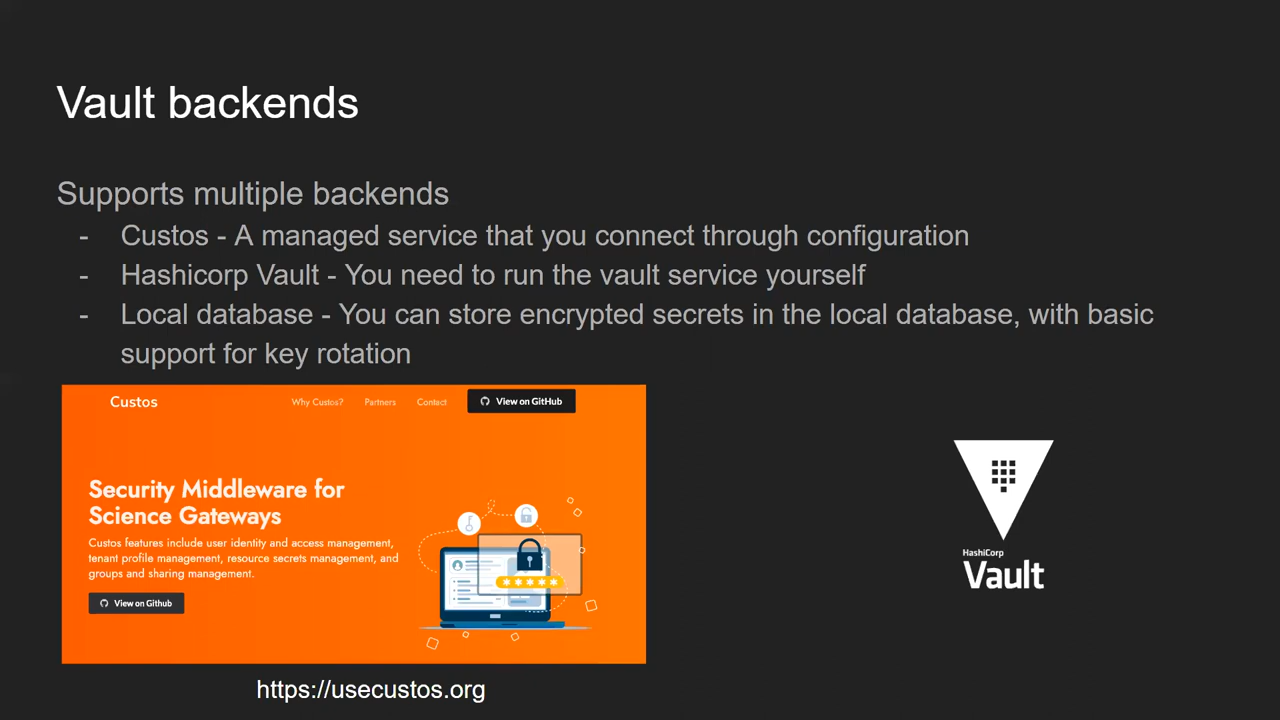 Vault backends
Supports multiple backends
- Custos - A managed service that you connect through configuration
- Hashicorp Vault - You need to run the vault service yourself
- Local database - You can store encrypted secrets in the local database, with basic
support for key rotation
Custos
Why Custos?
Partners
Contact
View on GitHub
Security Middleware for
Science Gateways
Custos features include user identity and access management,
tenant profile management, resource secrets management, and
groups and sharing management.
View on Github
*****
HashiCorp
Vault
https://usecustos.org